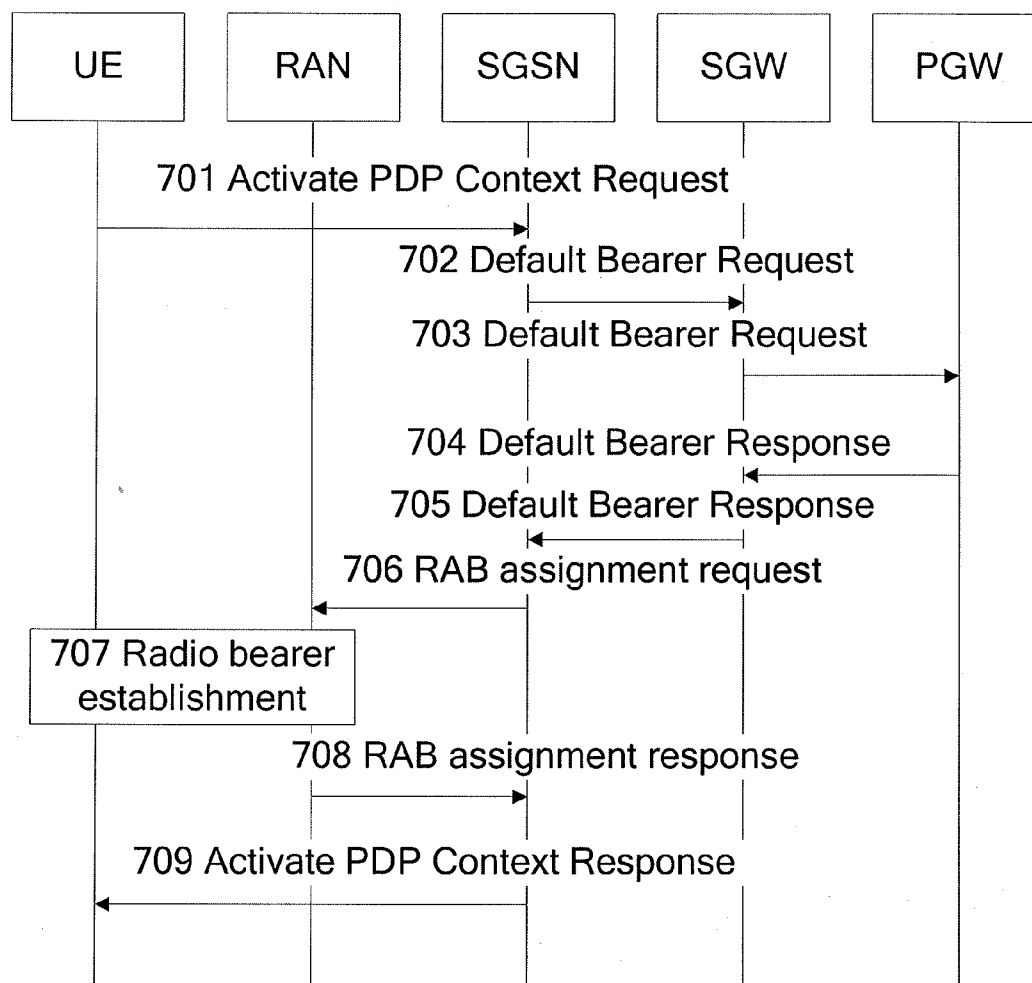 UE RAN SGSN SGW PGW
701 Activate PDP Context Request
702 Default Bearer Request
703 Default Bearer Request
704 Default Bearer Response
705 Default Bearer Response
706 RAB assignment request
707 Radio bearer
establishment
708 RAB assignment response
709 Activate PDP Context Response